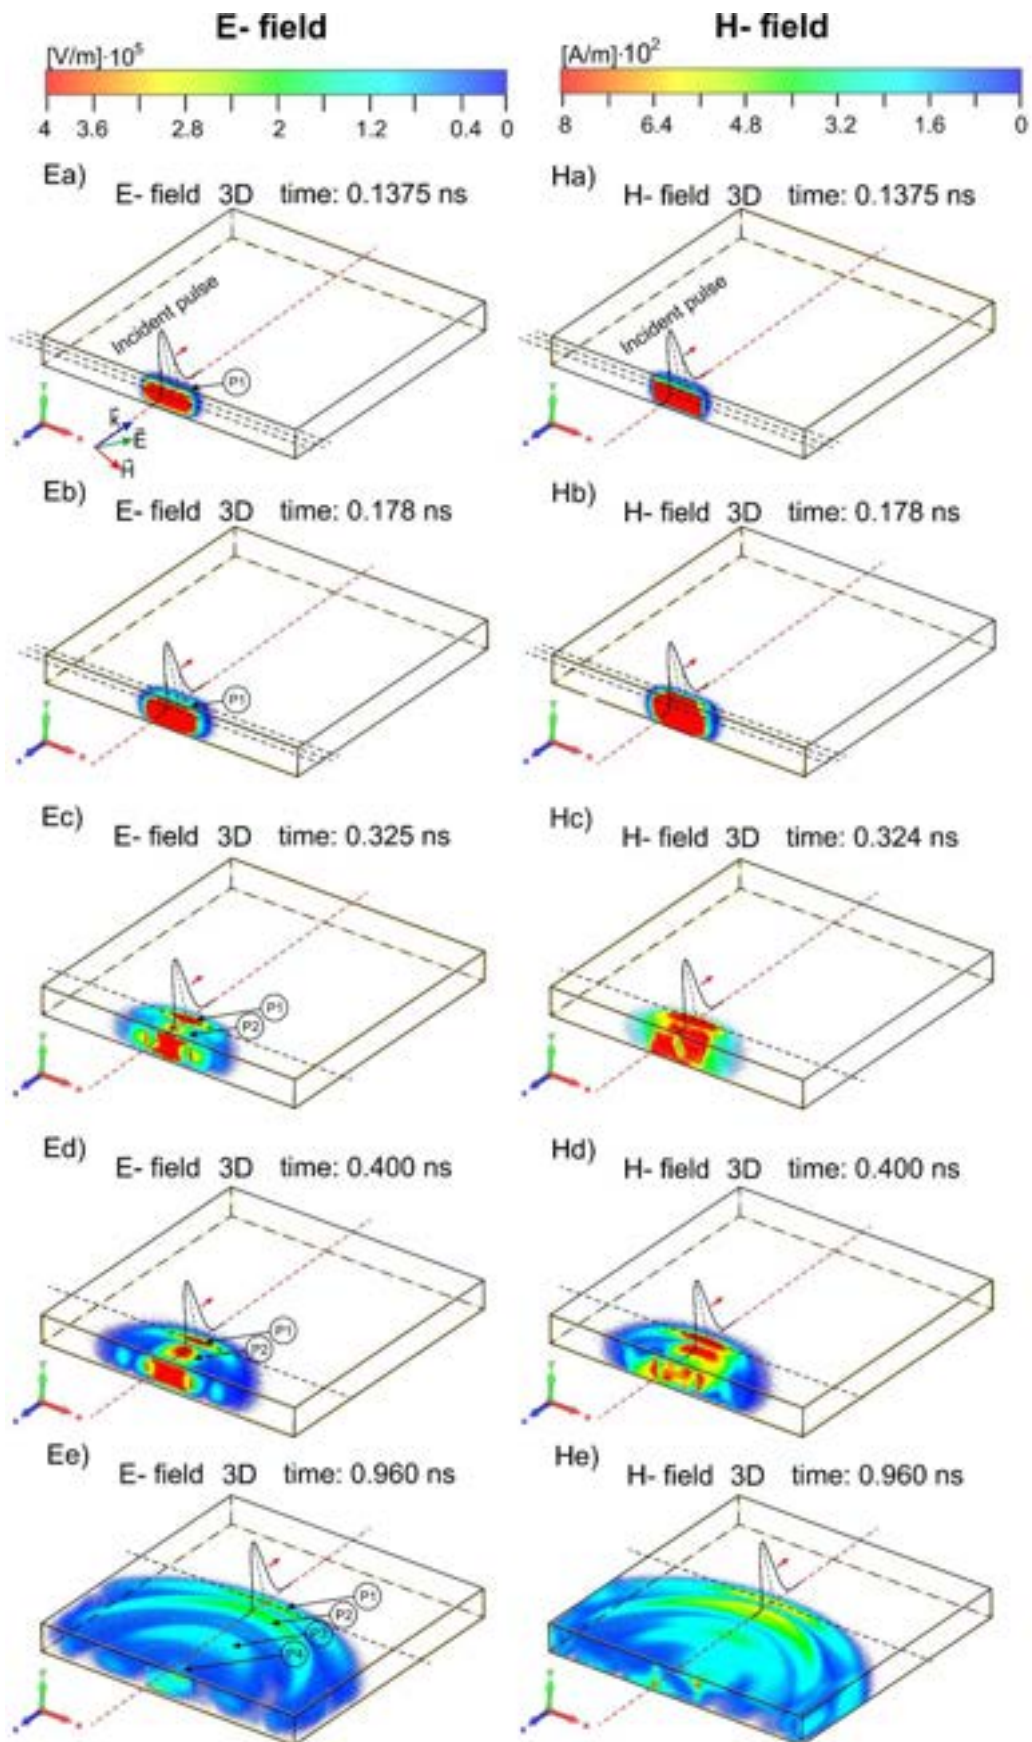 E- field H- field
[V/m]·10⁵ [A/m]·10²
4 3.6 2.8 2 1.2 0.4 0 8 6.4 4.8 3.2 1.6 0
Ea) Ha)
E- field 3D time: 0.1375 ns H- field 3D time: 0.1375 ns
Incident pulse Incident pulse
P1
k
E
H
Eb) Hb)
E- field 3D time: 0.178 ns H- field 3D time: 0.178 ns
P1
Ec) Hc)
E- field 3D time: 0.325 ns H- field 3D time: 0.324 ns
P1
P2
Ed) Hd)
E- field 3D time: 0.400 ns H- field 3D time: 0.400 ns
P1
P2
Ee) He)
E- field 3D time: 0.960 ns H- field 3D time: 0.960 ns
P1
P2
P3
P4